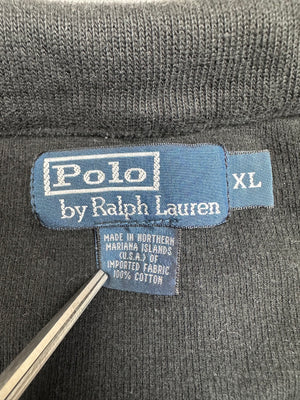 Polo
by Ralph Lauren
XL
MADE IN NORTHERN
MARIANA ISLANDS
(U.S.A.) OF
IMPORTED FABRIC
100% COTTON